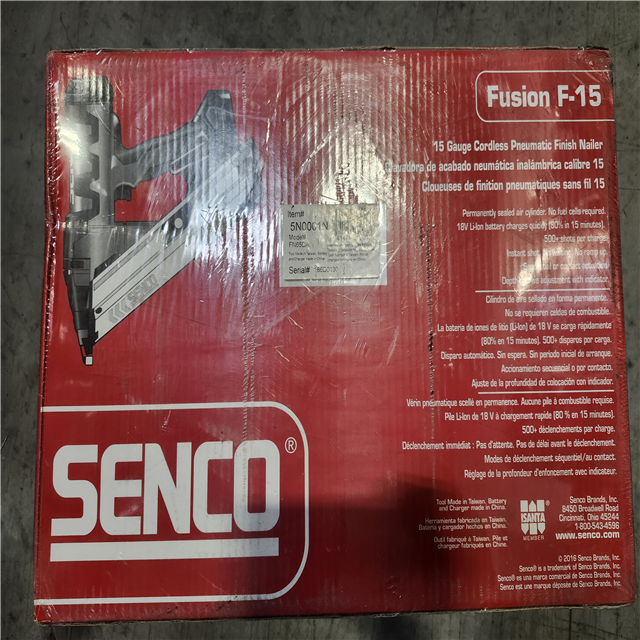 Fusion F-15
15 Gauge Cordless Pneumatic Finish Nailer
Clavadora de acabado neumática inalámbrica calibre 15
Cloueuses de finition pneumatiques sans fil 15
Permanently sealed air cylinder. No fuel cells required.
18V Li-Ion battery charges quickly (80% in 15 minutes).
500+ shots per charge.
Instant shot
Depth adjustment with indicator.
Item#
5N0001N
Model#
Serial#
Cilindro de aire sellado en forma permanente.
No se requieren celdas de combustible.
La batería de iones de litio (Li-Ion) de 18 V se carga rápidamente
(80% en 15 minutos). 500+ disparos por carga.
Disparo automático. Sin espera. Sin período inicial de arranque.
Accionamiento secuencial o por contacto.
Ajuste de la profundidad de colocación con indicador.
Vérin pneumatique scellé en permanence. Aucune pile à combustible requise.
Pile Li-Ion de 18 V à chargement rapide (80 % en 15 minutes).
500+ déclenchements par charge.
Déclenchement immédiat : Pas d'attente. Pas de délai avant le déclenchement.
Modes de déclenchement séquentiel/au contact.
Réglage de la profondeur d'enfoncement avec indicateur.
SENCO®
Tool Made in Taiwan, Battery
and Charger made in China.
Herramienta fabricada en Taiwan.
Batería y cargador hechos en China.
Outil fabriqué à Taiwan, Pile et
chargeur fabriqués en Chine.
ISANTA
MEMBER
Senco Brands, Inc.
8450 Broadwell Road
Cincinnati, Ohio 45244
1-800-543-4596
www.senco.com
© 2016 Senco Brands, Inc.
Senco® is a trademark of Senco Brands, Inc.
Senco® es una marca comercial de Senco Brands, Inc.
Senco est une marque déposée de Senco Brands, Inc.